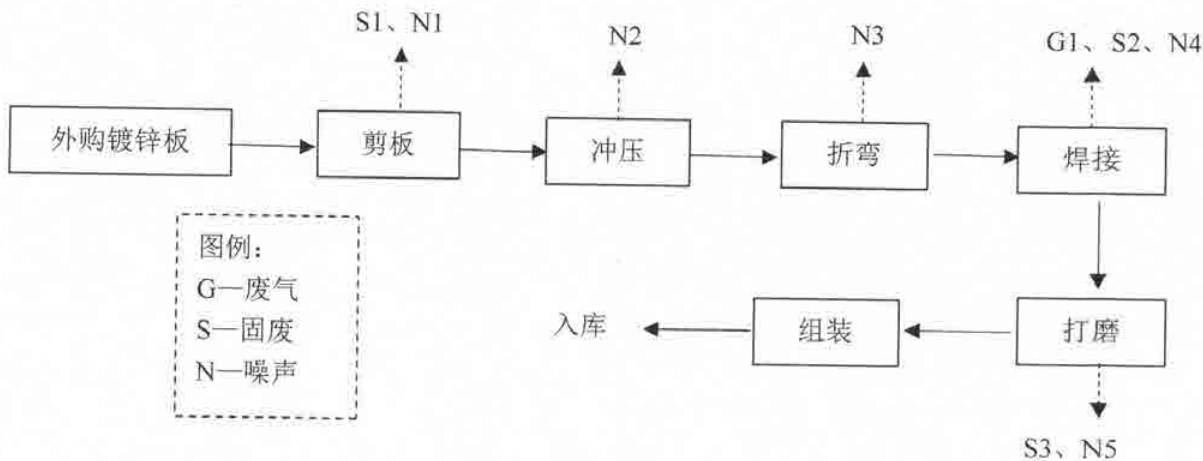 S1、N1
N2
N3
G1、S2、N4
外购镀锌板
剪板
冲压
折弯
焊接
图例：
G—废气
S—固废
N—噪声
入库
组装
打磨
S3、N5